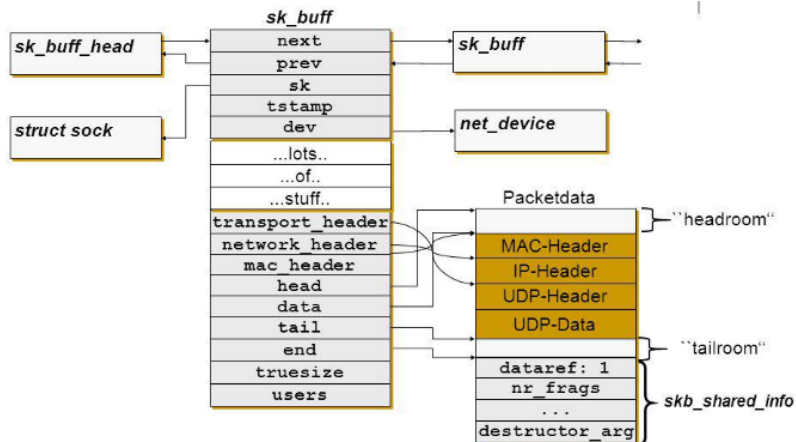 sk_buff
sk_buff_head
struct sock
next
prev
sk
tstamp
dev
...lots..
...of..
...stuff..
transport_header
network_header
mac_header
head
data
tail
end
truesize
users
sk_buff
net_device
Packetdata
MAC-Header
IP-Header
UDP-Header
UDP-Data
dataref: 1
nr_frags
...
destructor_arg
``headroom“
``tailroom“
skb_shared_info